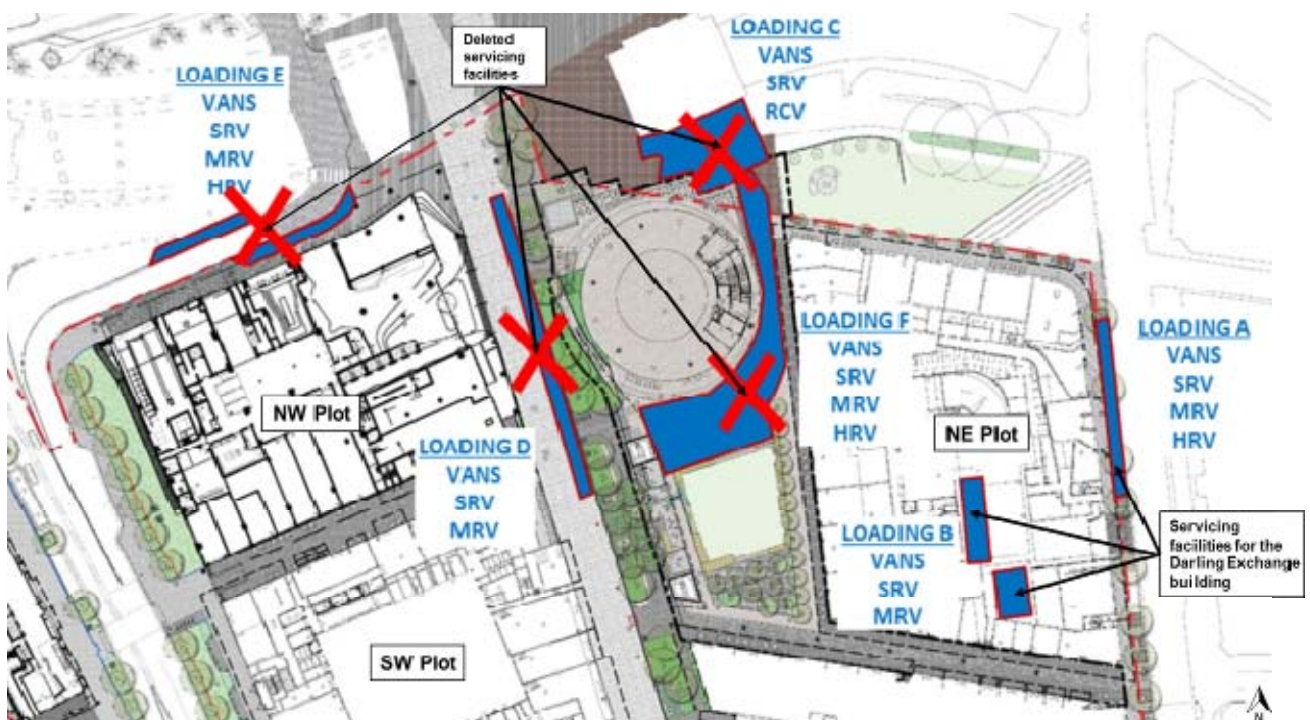 Deleted
servicing
facilities
LOADING E
VANS
SRV
MRV
HRV
LOADING C
VANS
SRV
RCV
LOADING F
VANS
SRV
MRV
HRV
LOADING A
VANS
SRV
MRV
HRV
NW Plot
NE Plot
LOADING D
VANS
SRV
MRV
LOADING B
VANS
SRV
MRV
Servicing
facilities for the
Darling Exchange
building
SW Plot
N